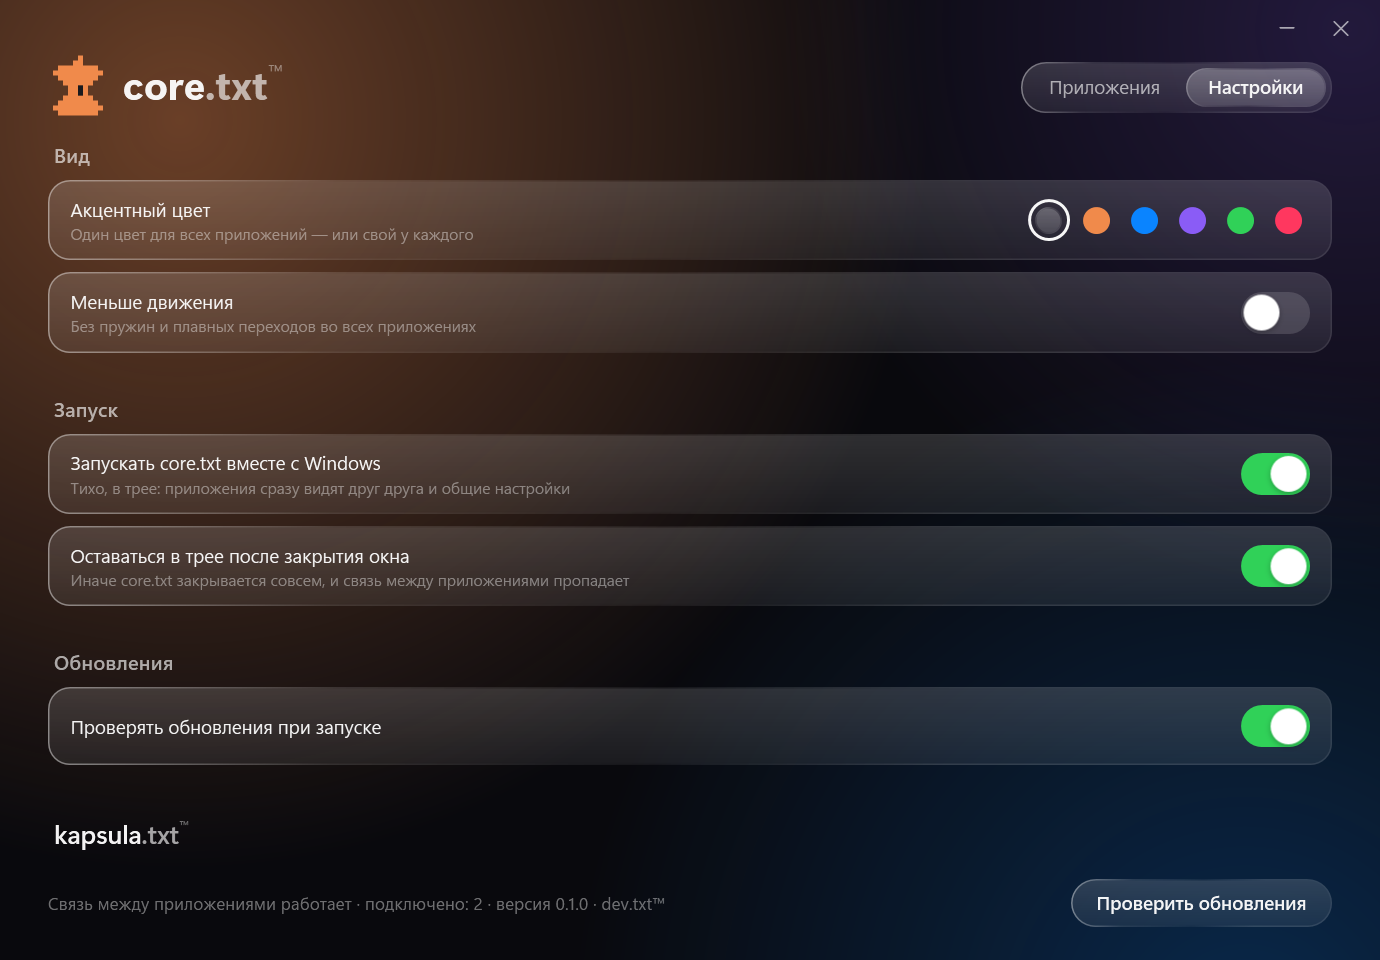 core.txt™
Приложения
Настройки
Вид
Акцентный цвет
Один цвет для всех приложений — или свой у каждого
Меньше движения
Без пружин и плавных переходов во всех приложениях
Запуск
Запускать core.txt вместе с Windows
Тихо, в трее: приложения сразу видят друг друга и общие настройки
Оставаться в трее после закрытия окна
Иначе core.txt закрывается совсем, и связь между приложениями пропадает
Обновления
Проверять обновления при запуске
kapsula.txt™
Связь между приложениями работает · подключено: 2 · версия 0.1.0 · dev.txt™
Проверить обновления